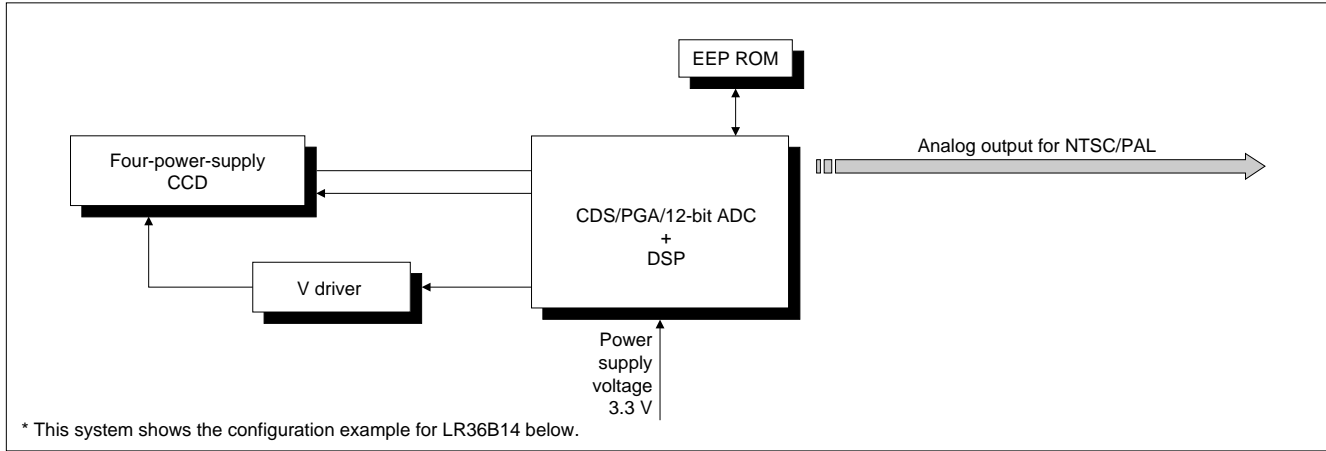 EEP ROM
Four-power-supply
CCD
Analog output for NTSC/PAL
CDS/PGA/12-bit ADC
+
DSP
V driver
Power
supply
voltage
3.3 V
* This system shows the configuration example for LR36B14 below.